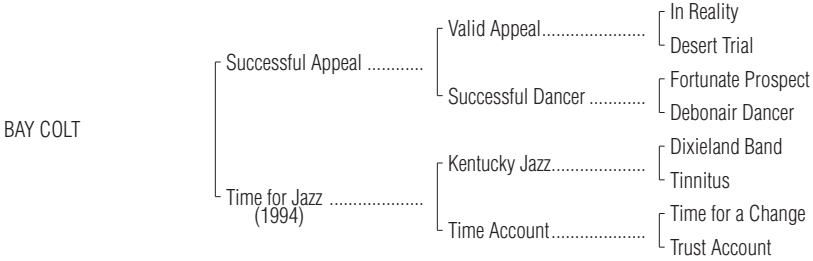 In Reality
Valid Appeal......................
Desert Trial
Successful Appeal ............
Fortunate Prospect
Successful Dancer ............
Debonair Dancer
BAY COLT
Dixieland Band
Kentucky Jazz....................
Tinnitus
Time for Jazz ....................
(1994)
Time for a Change
Time Account....................
Trust Account